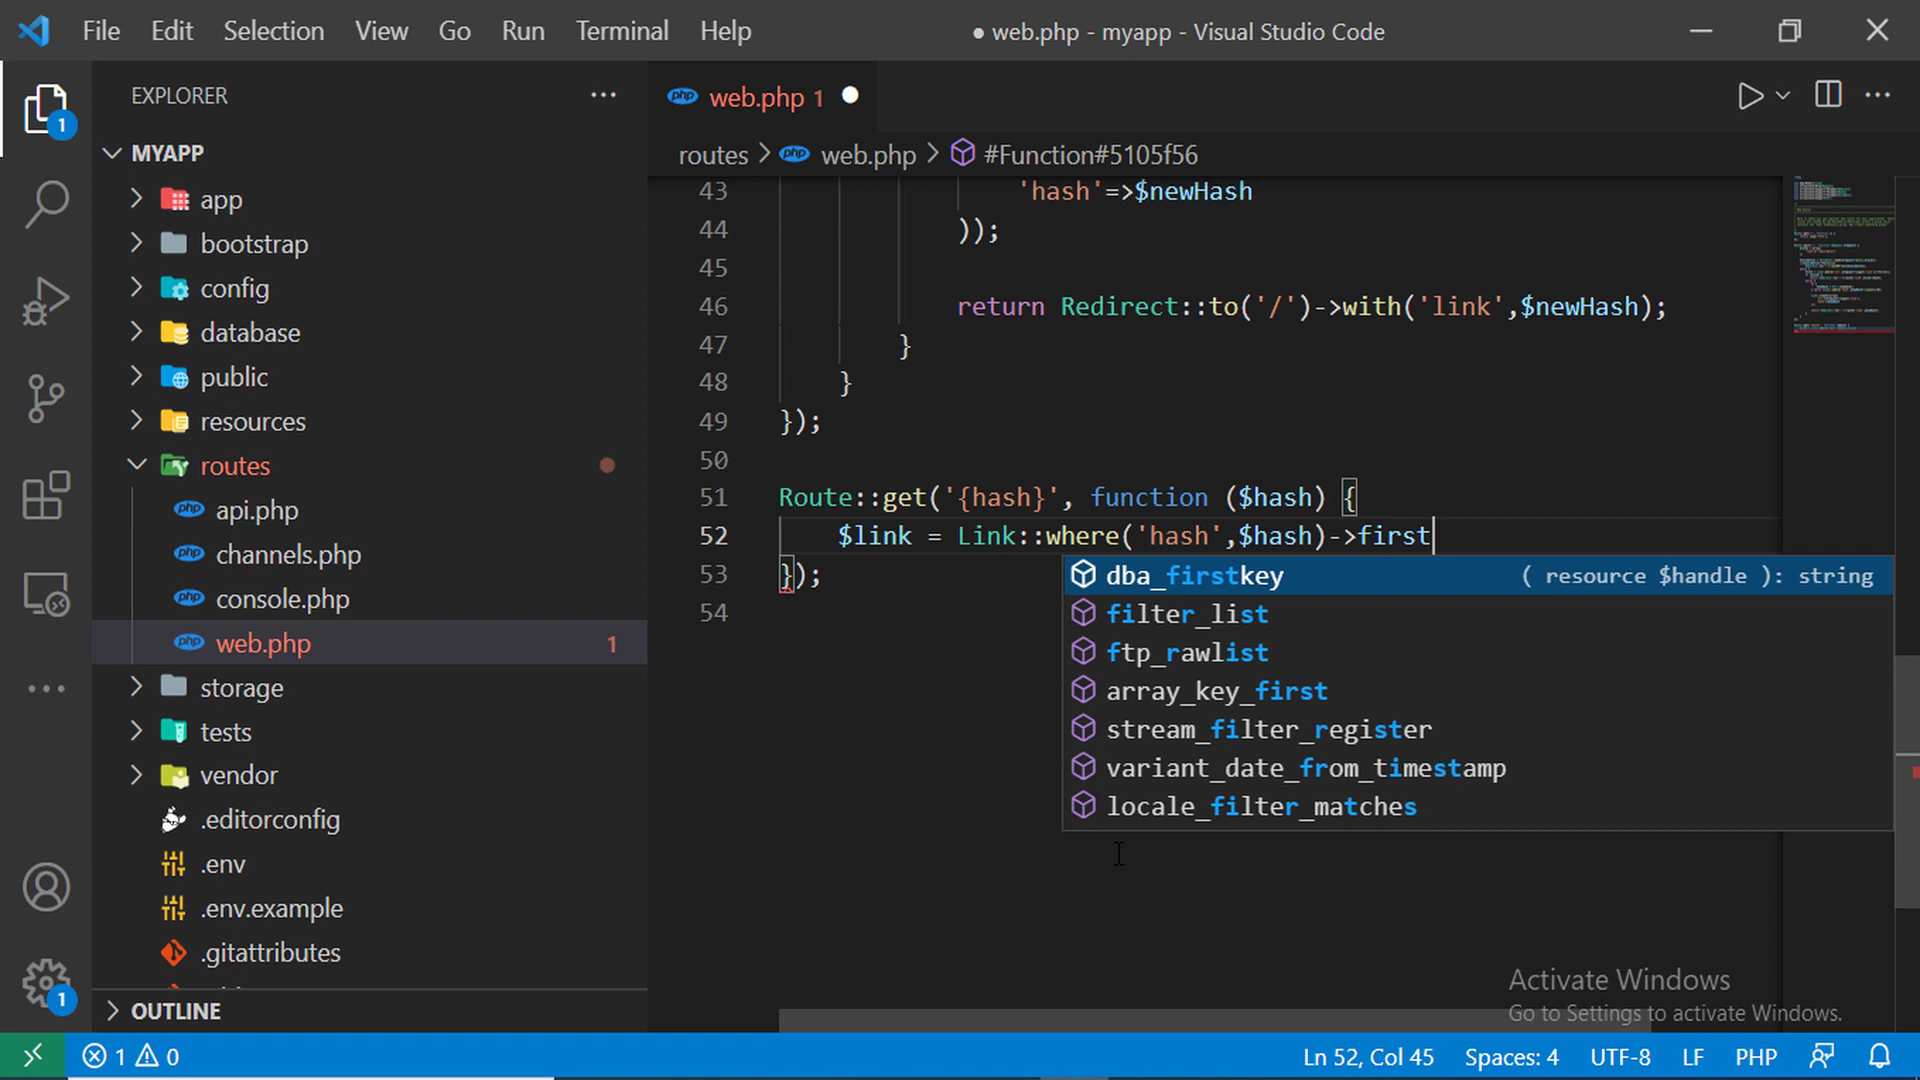 File Edit Selection View Go Run Terminal Help
● web.php - myapp - Visual Studio Code
EXPLORER
MYAPP
app
bootstrap
config
database
public
resources
routes
api.php
channels.php
console.php
web.php 1
storage
tests
vendor
.editorconfig
.env
.env.example
.gitattributes
OUTLINE
1
1
php web.php 1
routes > php web.php > #Function#5105f56
43 'hash'=>$newHash
44 ));
45
46 return Redirect::to('/')->with('link',$newHash);
47 }
48 }
49 });
50
51 Route::get('{hash}', function ($hash) {
52 $link = Link::where('hash',$hash)->first
53 });
54
dba_firstkey ( resource $handle ): string
filter_list
ftp_rawlist
array_key_first
stream_filter_register
variant_date_from_timestamp
locale_filter_matches
Activate Windows
Go to Settings to activate Windows.
1 0
Ln 52, Col 45 Spaces: 4 UTF-8 LF PHP